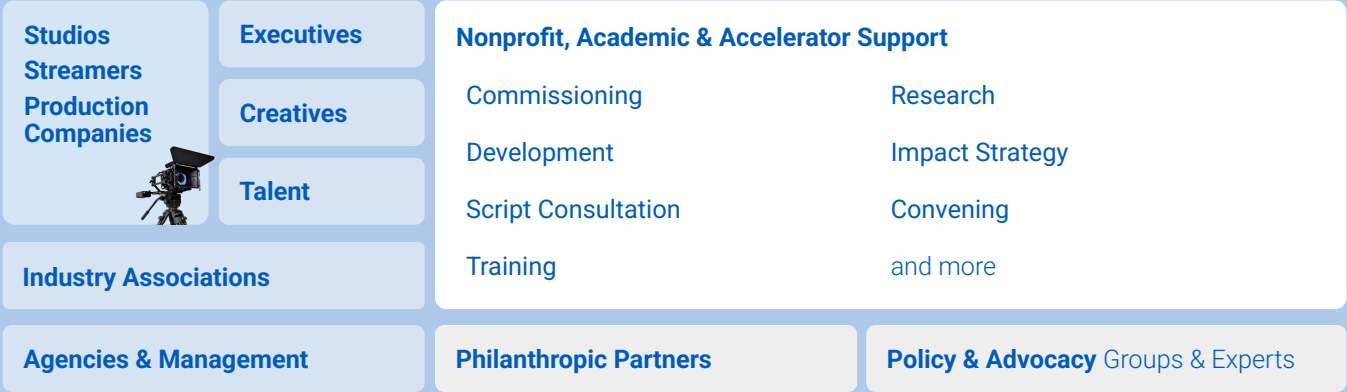 Studios
Streamers
Production
Companies
Executives
Creatives
Talent
Industry Associations
Agencies & Management
Nonprofit, Academic & Accelerator Support
Commissioning
Development
Script Consultation
Training
Research
Impact Strategy
Convening
and more
Philanthropic Partners
Policy & Advocacy Groups & Experts